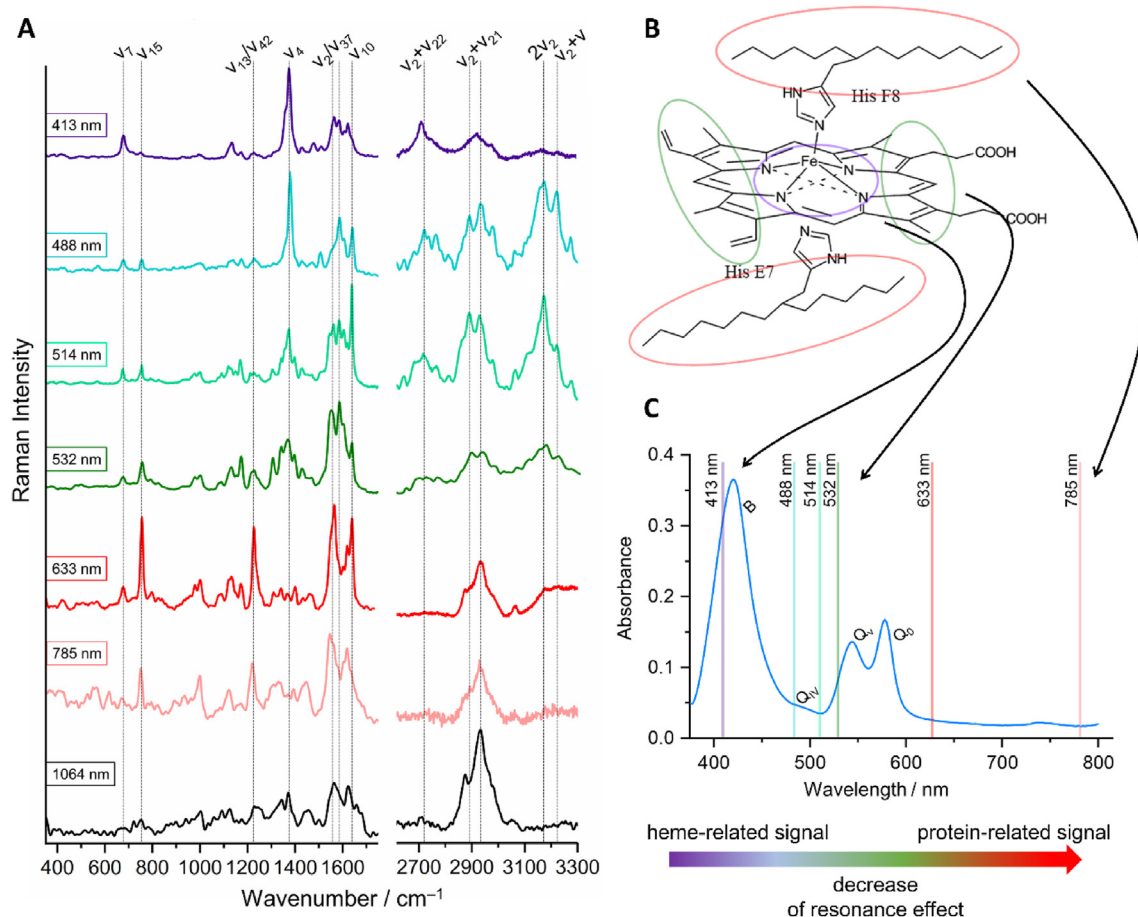 A
ν7
ν15
ν13/ν42
ν4
ν2/ν37
ν10
ν2+ν22
ν2+ν21
2ν2
ν2+ν
413 nm
488 nm
514 nm
532 nm
633 nm
785 nm
1064 nm
Raman Intensity
400 600 800 1000 1200 1400 1600 2700 2900 3100 3300
Wavenumber / cm⁻¹
B
HN
His F8
N
Fe
N
N
N
N
COOH
COOH
N
NH
His E7
C
0.4
0.3
0.2
0.1
0.0
Absorbance
413 nm
488 nm
514 nm
532 nm
633 nm
785 nm
B
QIV
Qv
Q0
400 500 600 700 800
Wavelength / nm
heme-related signal protein-related signal
decrease
of resonance effect